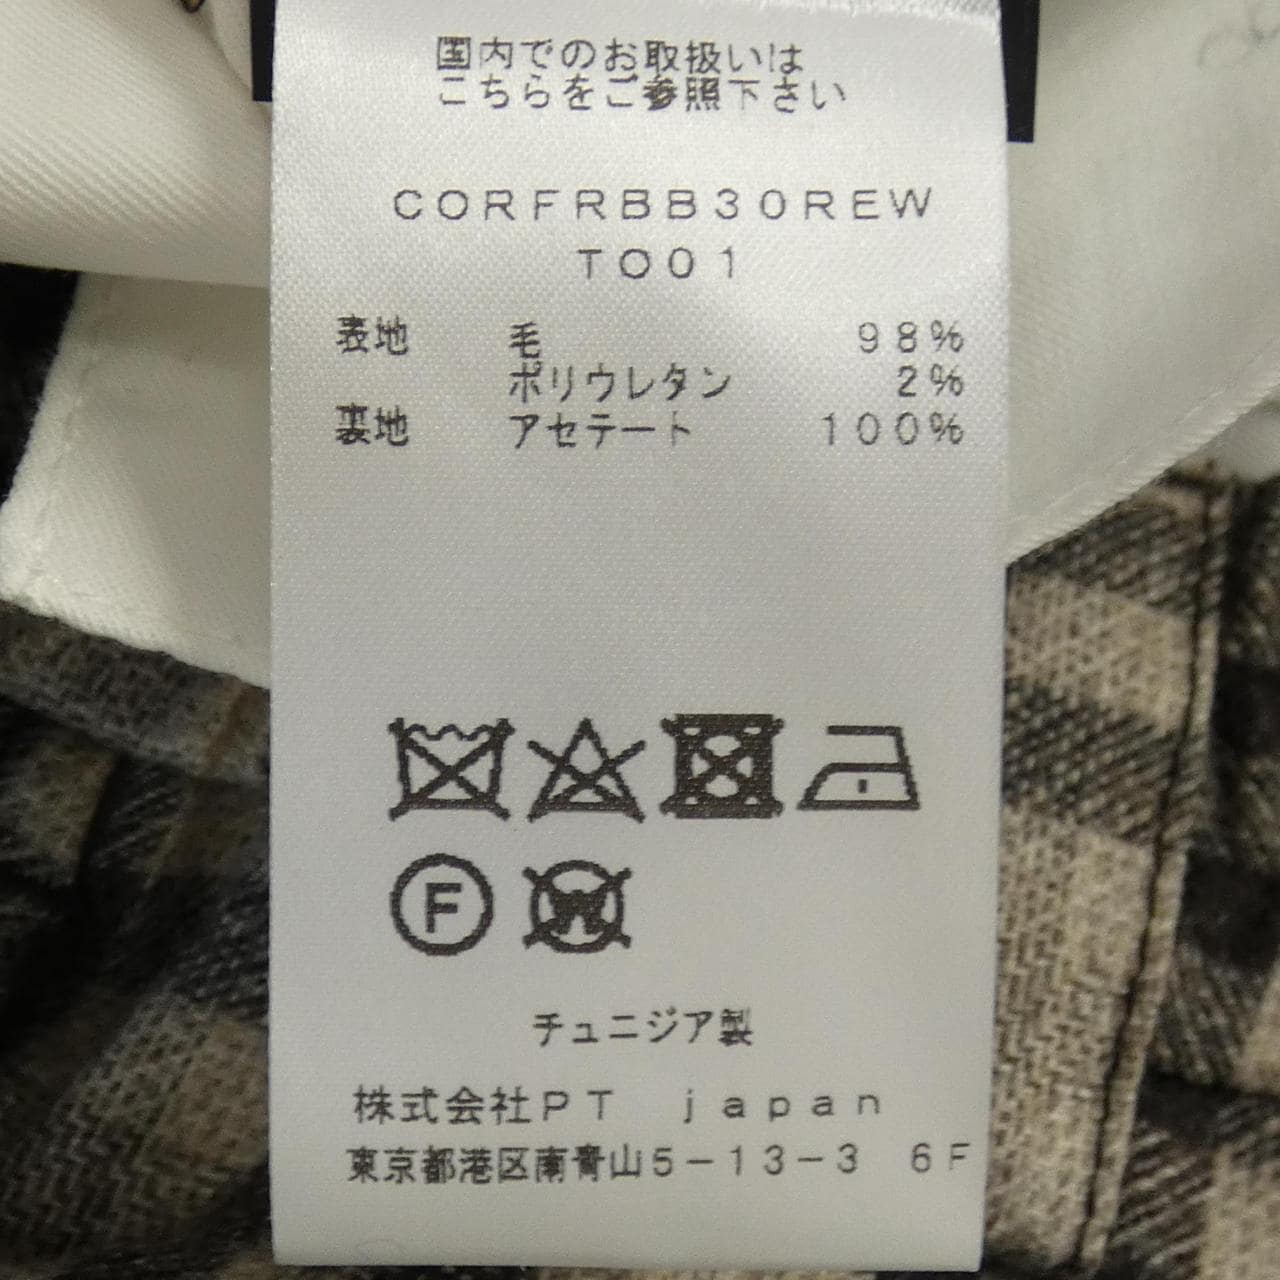 国内でのお取扱いは
こちらをご参照下さい
CORFRBB30REW
TO01
表地 毛 98%
ポリウレタン 2%
裏地 アセテート 100%
F W
チュニジア製
株式会社PT japan
東京都港区南青山5-13-3 6F